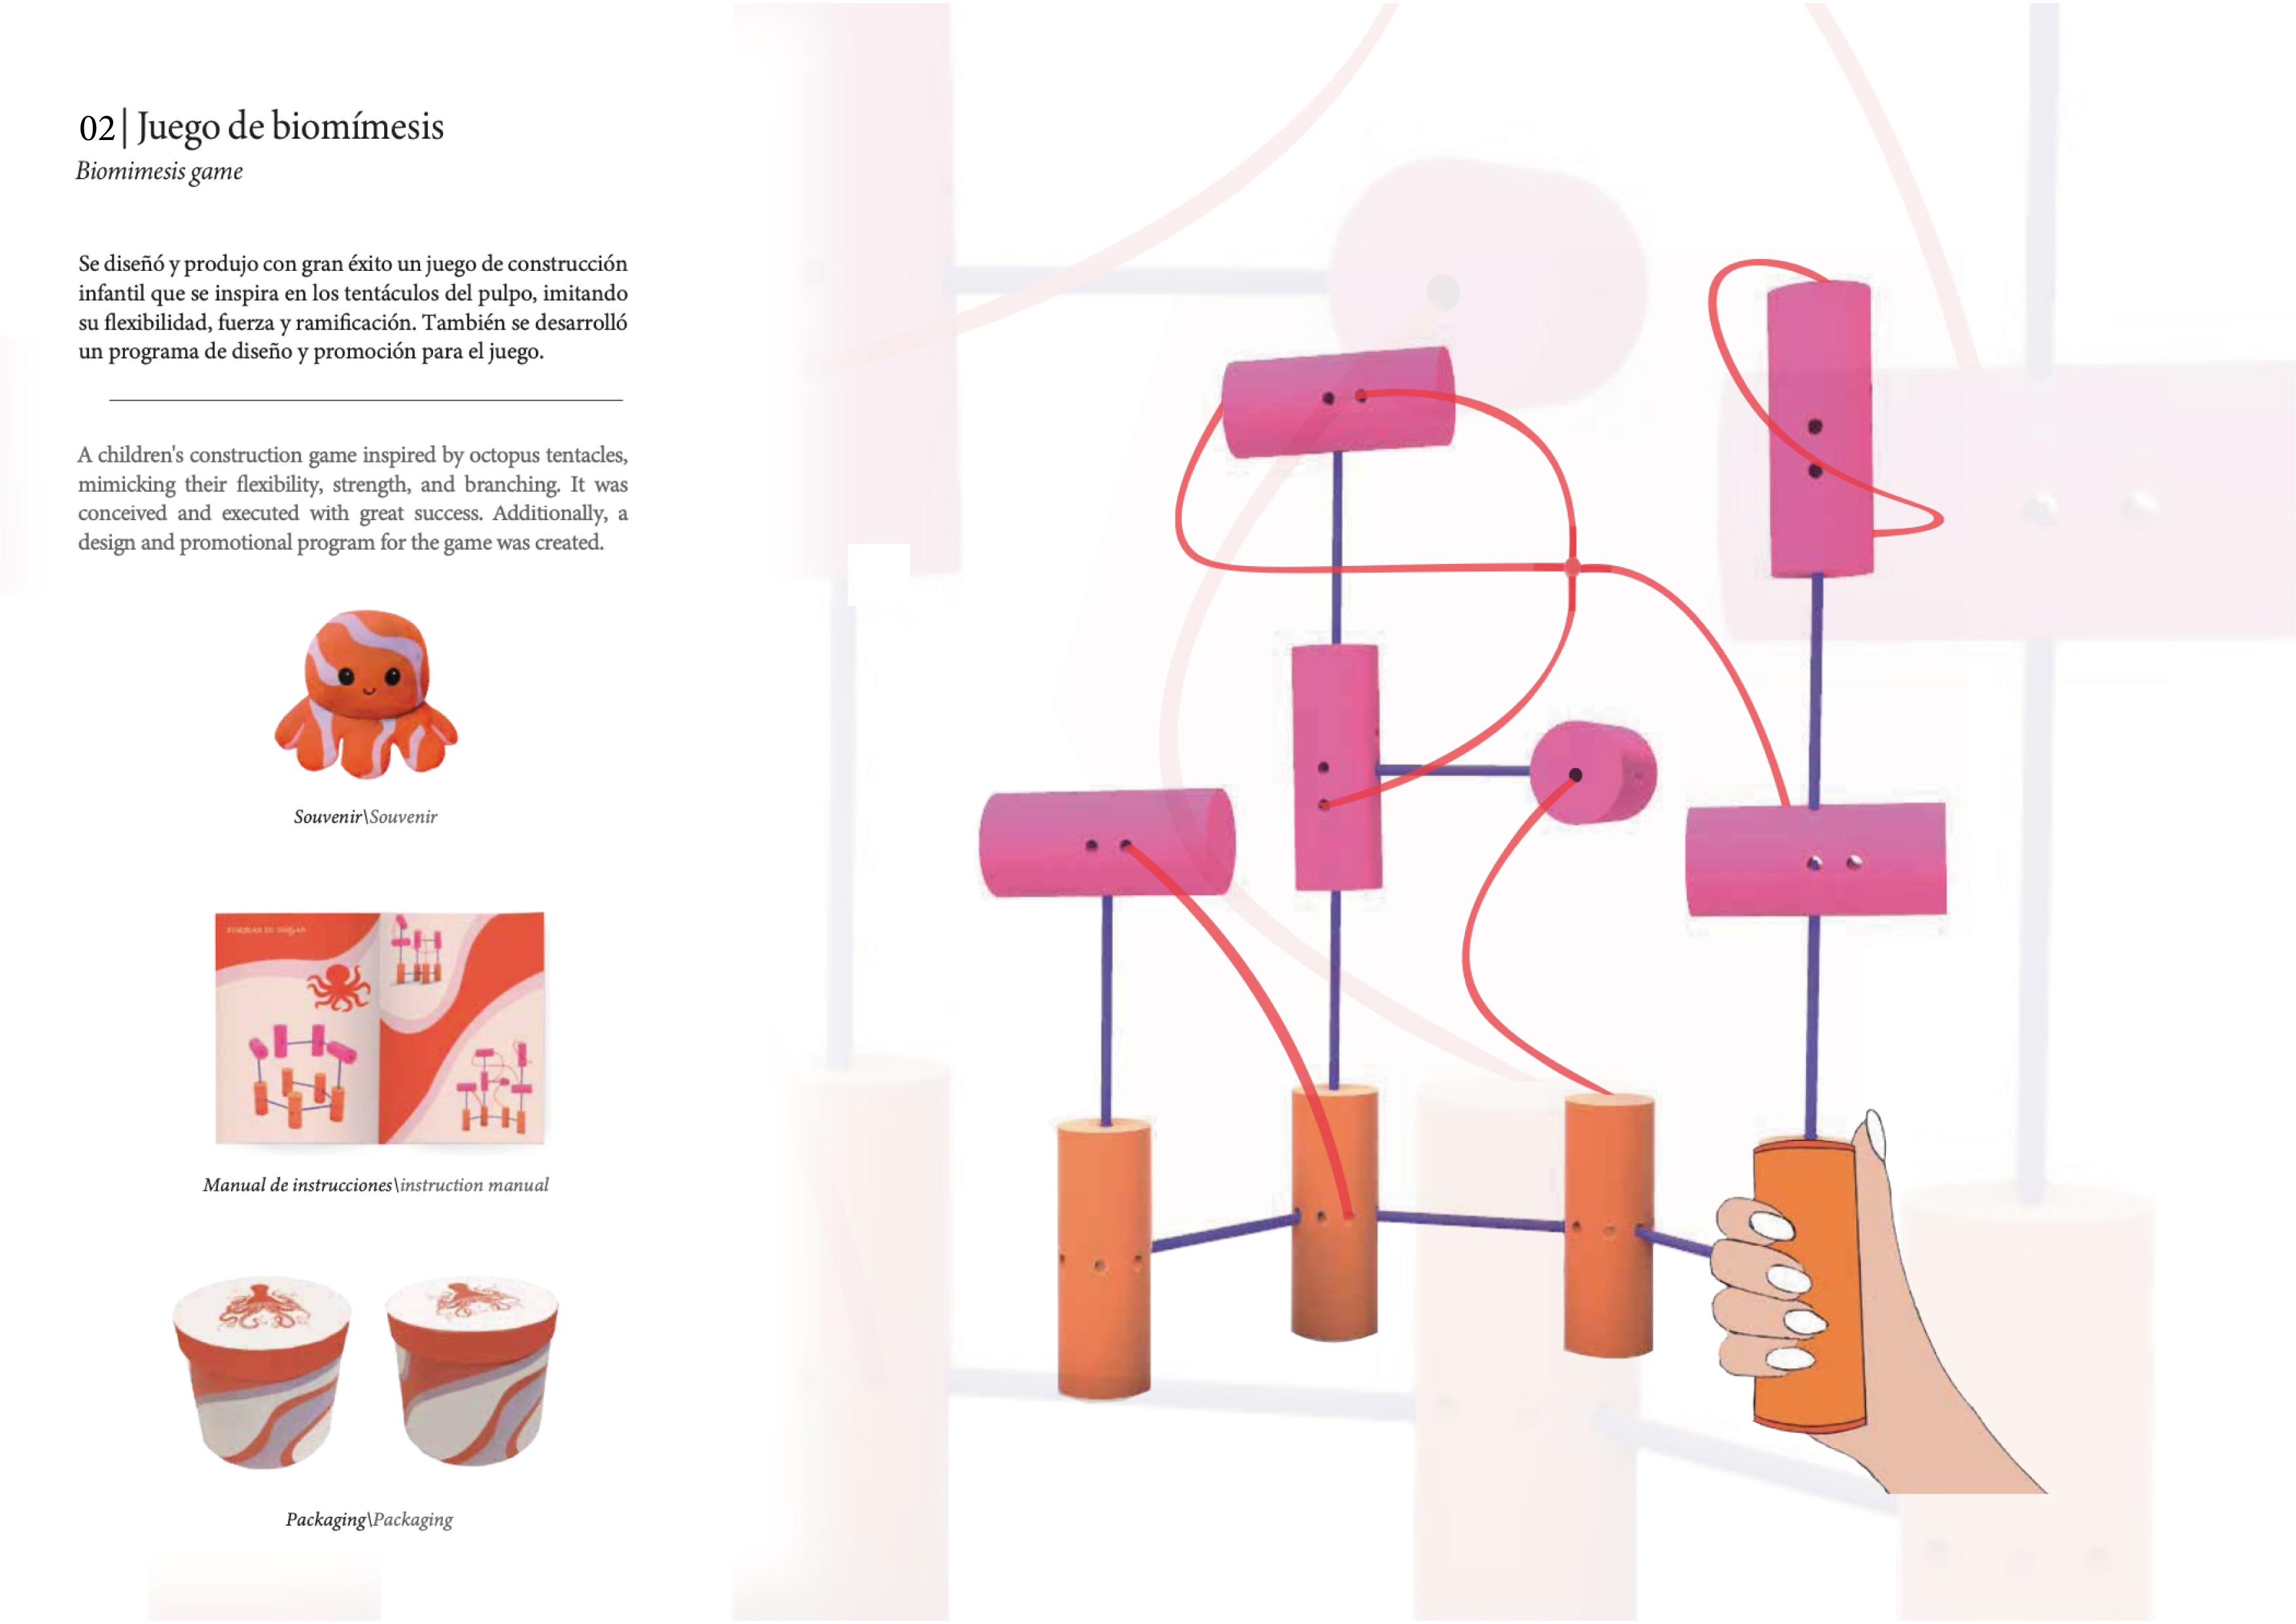 02| Juego de biomímesis
Biomimesis game
Se diseñó y produjo con gran éxito un juego de construcción
infantil que se inspira en los tentáculos del pulpo, imitando
su flexibilidad, fuerza y ramificación. También se desarrolló
un programa de diseño y promoción para el juego.
A children's construction game inspired by octopus tentacles,
mimicking their flexibility, strength, and branching. It was
conceived and executed with great success. Additionally, a
design and promotional program for the game was created.
Souvenir\Souvenir
FORMAS DE JUGAR
Manual de instrucciones\instruction manual
Packaging\Packaging